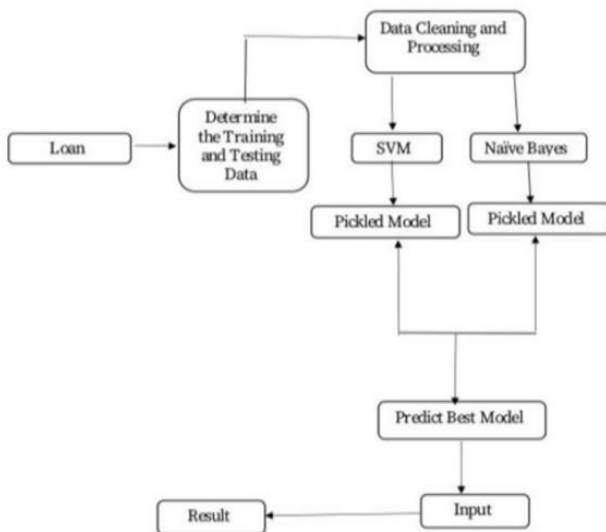 Data Cleaning and
Processing
Determine
the Training
and Testing
Data
Loan
SVM
Naïve Bayes
Pickled Model
Pickled Model
Predict Best Model
Input
Result